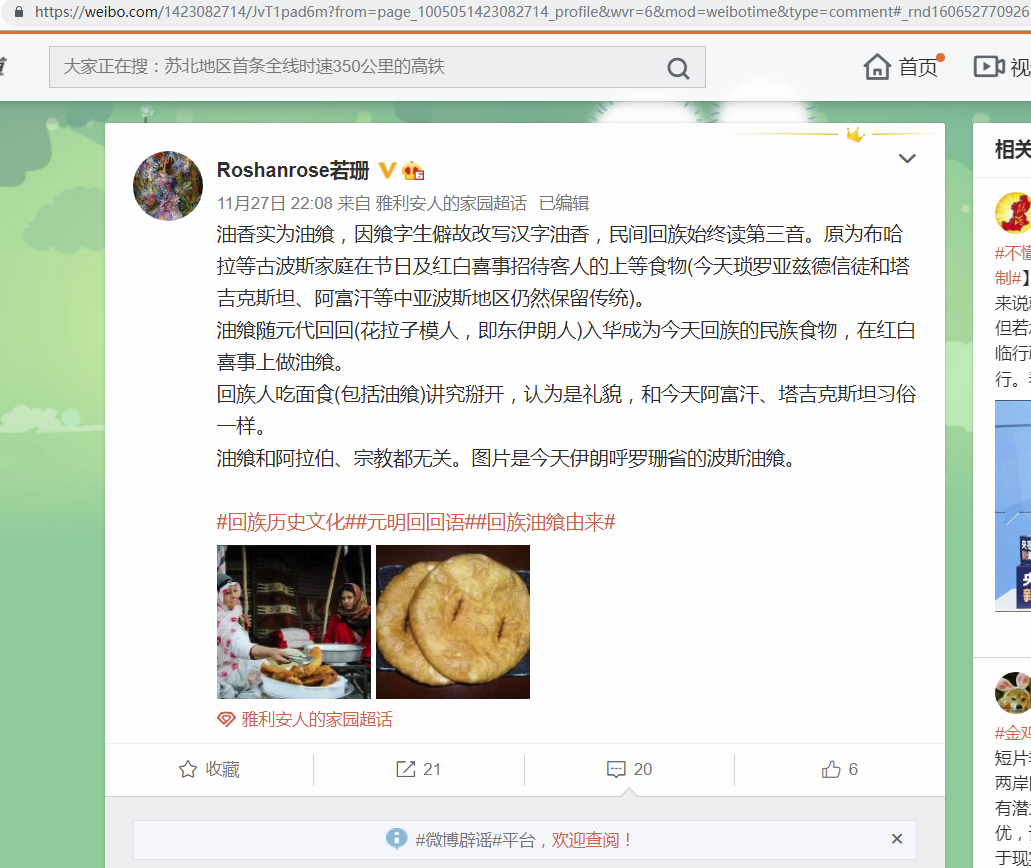 https://weibo.com/1423082714/JvT1pad6m?from=page_1005051423082714_profile&wvr=6&mod=weibotime&type=comment#_rnd160652770926
大家正在搜：苏北地区首条全线时速350公里的高铁
首页
视
Roshanrose若珊
11月27日 22:08 来自 雅利安人的家园超话 已编辑
油香实为油飨，因飨字生僻故改写汉字油香，民间回族始终读第三音。原为布哈
拉等古波斯家庭在节日及红白喜事招待客人的上等食物(今天琐罗亚兹德信徒和塔
吉克斯坦、阿富汗等中亚波斯地区仍然保留传统)。
油飨随元代回回(花拉子模人，即东伊朗人)入华成为今天回族的民族食物，在红白
喜事上做油飨。
回族人吃面食(包括油飨)讲究掰开，认为是礼貌，和今天阿富汗、塔吉克斯坦习俗
一样。
油飨和阿拉伯、宗教都无关。图片是今天伊朗呼罗珊省的波斯油飨。
#回族历史文化##元明回回语##回族油飨由来#
雅利安人的家园超话
收藏
21
20
6
#微博辟谣#平台，欢迎查阅！
相关
#不懂
制#】
来说
但若
临行
行。
#金鸡
短片
两岸
有潜
优，
于现实